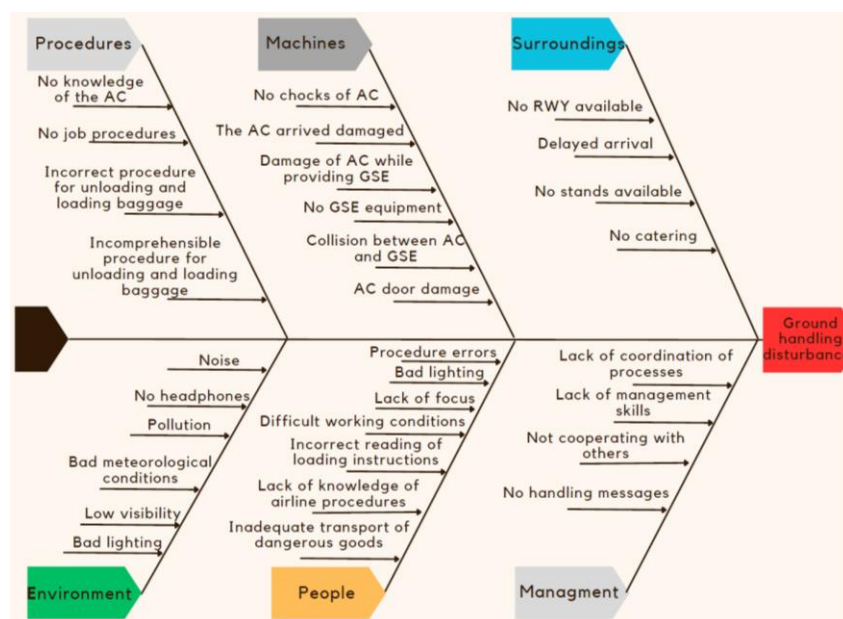 Procedures
Machines
Surroundings
No knowledge
of the AC
No job procedures
Incorrect procedure
for unloading and
loading baggage
Incomprehensible
procedure for
unloading and loading
baggage
No chocks of AC
The AC arrived damaged
Damage of AC while
providing GSE
No GSE equipment
Collision between AC
and GSE
AC door damage
No RWY available
Delayed arrival
No stands available
No catering
Ground
handling
disturbanc
Noise
No headphones
Pollution
Bad meteorological
conditions
Low visibility
Bad lighting
Procedure errors
Bad lighting
Lack of focus
Difficult working conditions
Incorrect reading of
loading instructions
Lack of knowledge of
airline procedures
Inadequate transport of
dangerous goods
Lack of coordination of
processes
Lack of management
skills
Not cooperating with
others
No handling messages
Environment
People
Managment